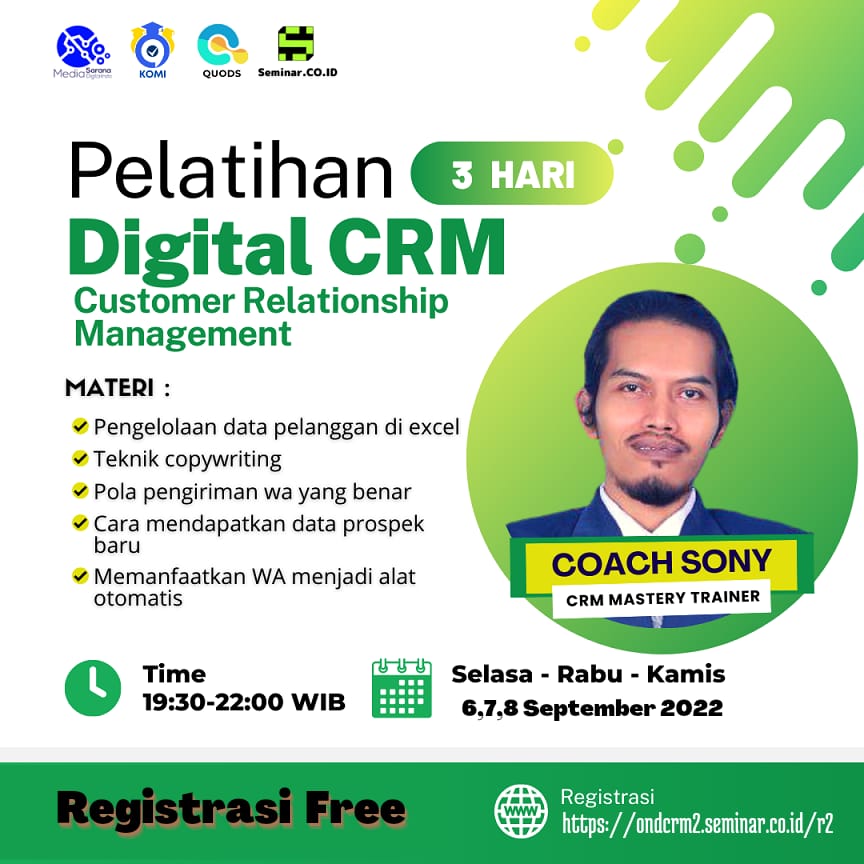 Media Sarana Digitalindo
KOMI
QUODS
Seminar.CO.ID
Pelatihan
3 HARI
Digital CRM
Customer Relationship
Management
MATERI :
Pengelolaan data pelanggan di excel
Teknik copywriting
Pola pengiriman wa yang benar
Cara mendapatkan data prospek
baru
Memanfaatkan WA menjadi alat
otomatis
COACH SONY
CRM MASTERY TRAINER
Time
19:30-22:00 WIB
Selasa - Rabu - Kamis
6,7,8 September 2022
Registrasi Free
WWW
Registrasi
https://ondcrm2.seminar.co.id/r2